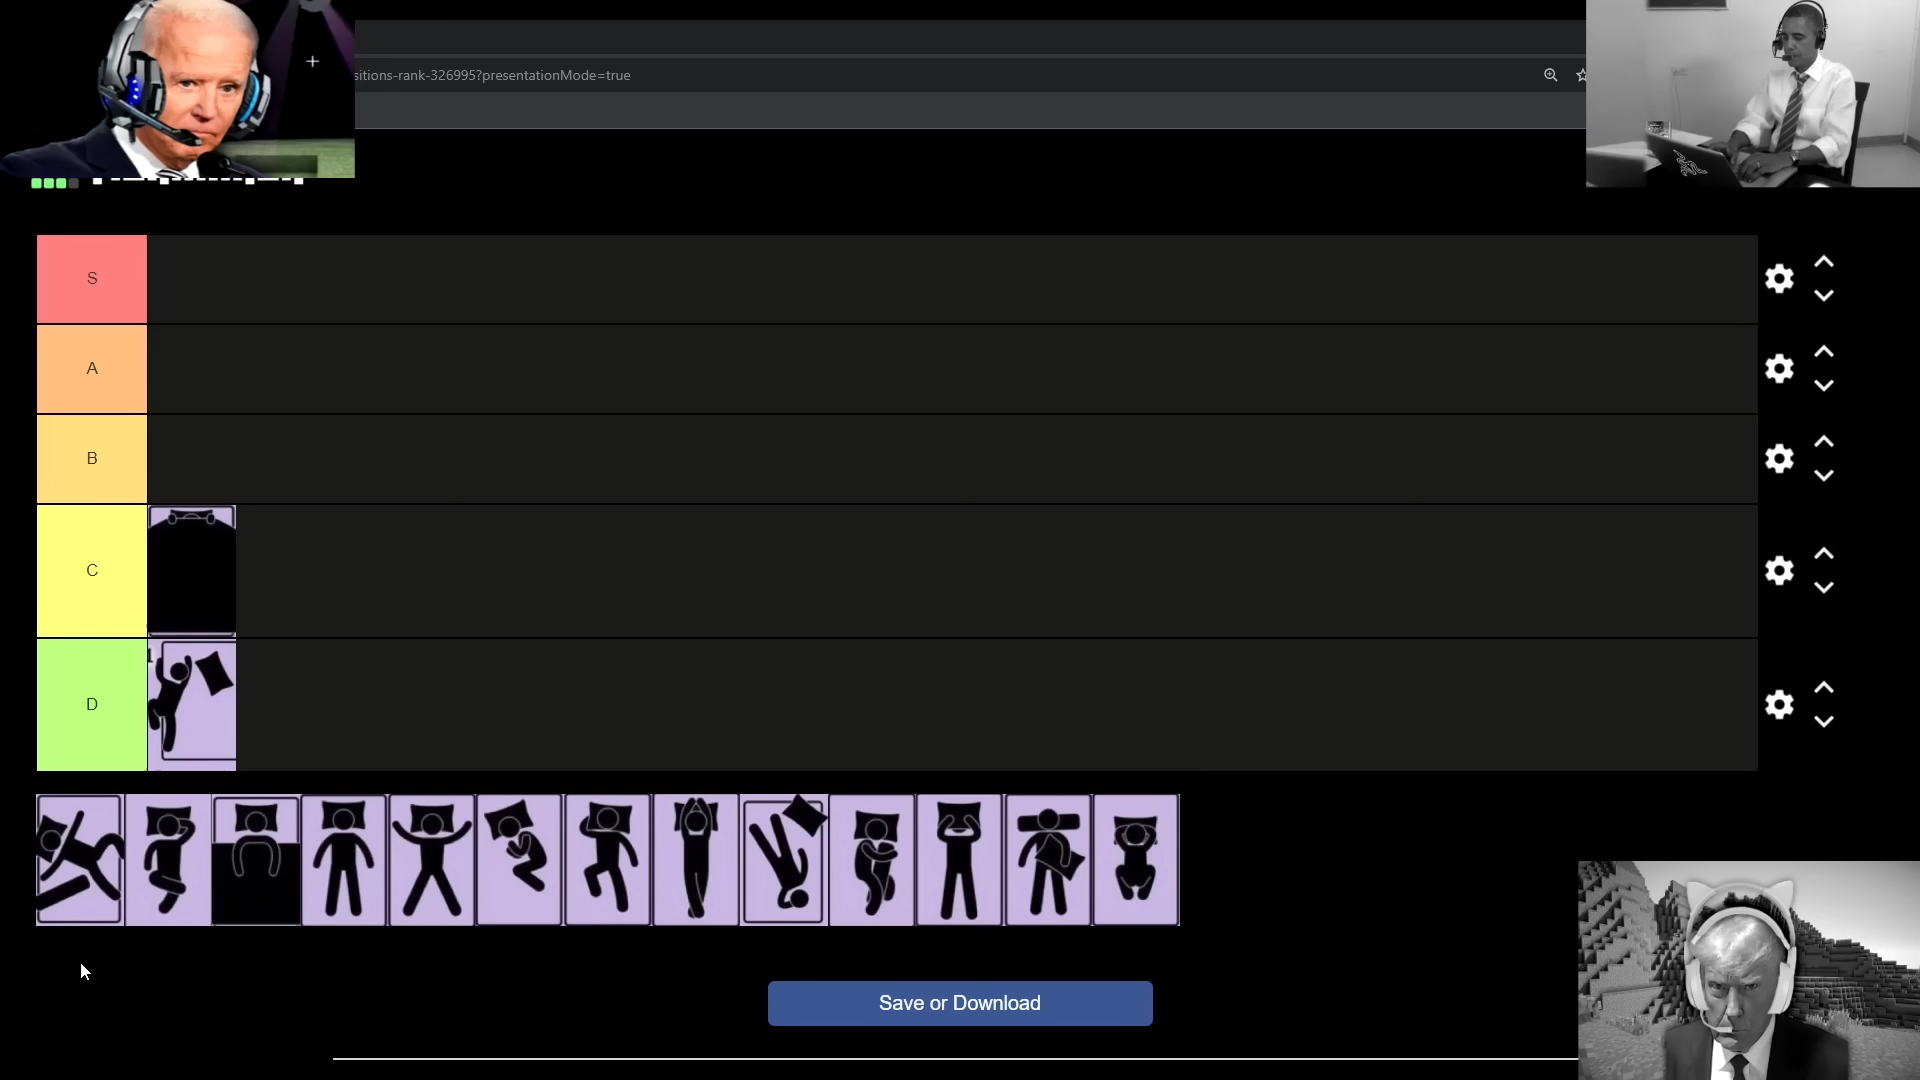 sitions-rank-326995?presentationMode=true
S
A
B
C
D
Save or Download